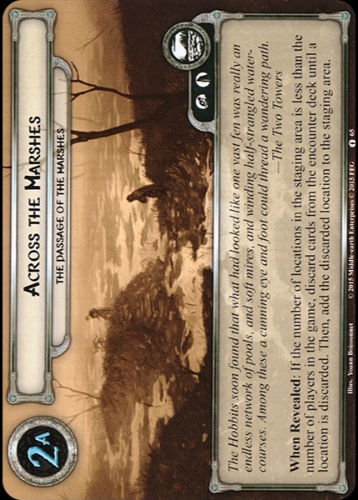 2A
ACROSS THE MARSHES
THE PASSAGE OF THE MARSHES
The Hobbits soon found that what had looked like one vast fen was really an
endless network of pools, and soft mires, and winding half-strangled water-
courses. Among these a cunning eye and foot could thread a wandering path.
—The Two Towers
When Revealed: If the number of locations in the staging area is less than the
number of players in the game, discard cards from the encounter deck until a
location is discarded. Then, add the discarded location to the staging area.
Illus. Yoann Boissonnet © 2015 Middle-earth Enterprises © 2015 FFG 65